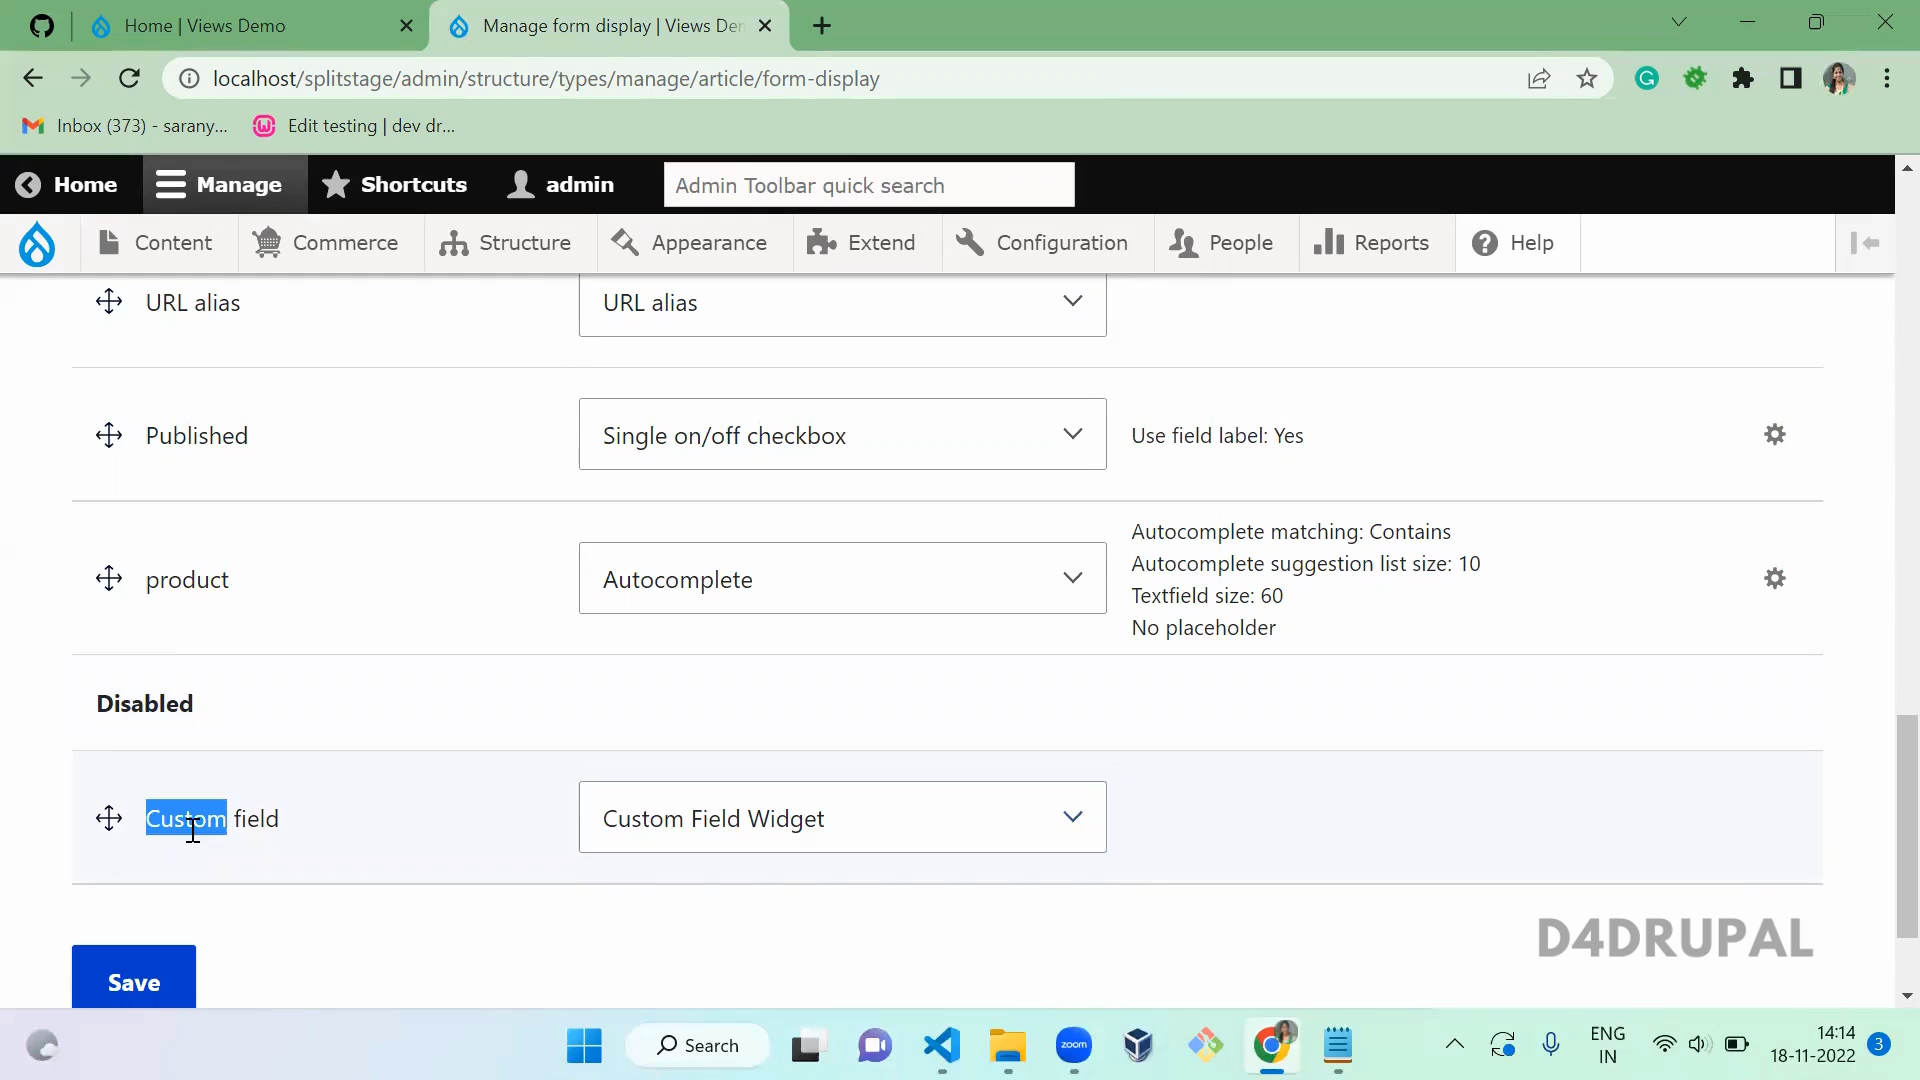 Home | Views Demo
Manage form display | Views Der
localhost/splitstage/admin/structure/types/manage/article/form-display
Inbox (373) - sarany...
Edit testing | dev dr...
Home
Manage
Shortcuts
admin
Admin Toolbar quick search
Content
Commerce
Structure
Appearance
Extend
Configuration
People
Reports
Help
URL alias
URL alias
Published
Single on/off checkbox
Use field label: Yes
product
Autocomplete
Autocomplete matching: Contains
Autocomplete suggestion list size: 10
Textfield size: 60
No placeholder
Disabled
Custom field
Custom Field Widget
D4DRUPAL
Save
Search
zoom
ENG
IN
14:14
18-11-2022
3